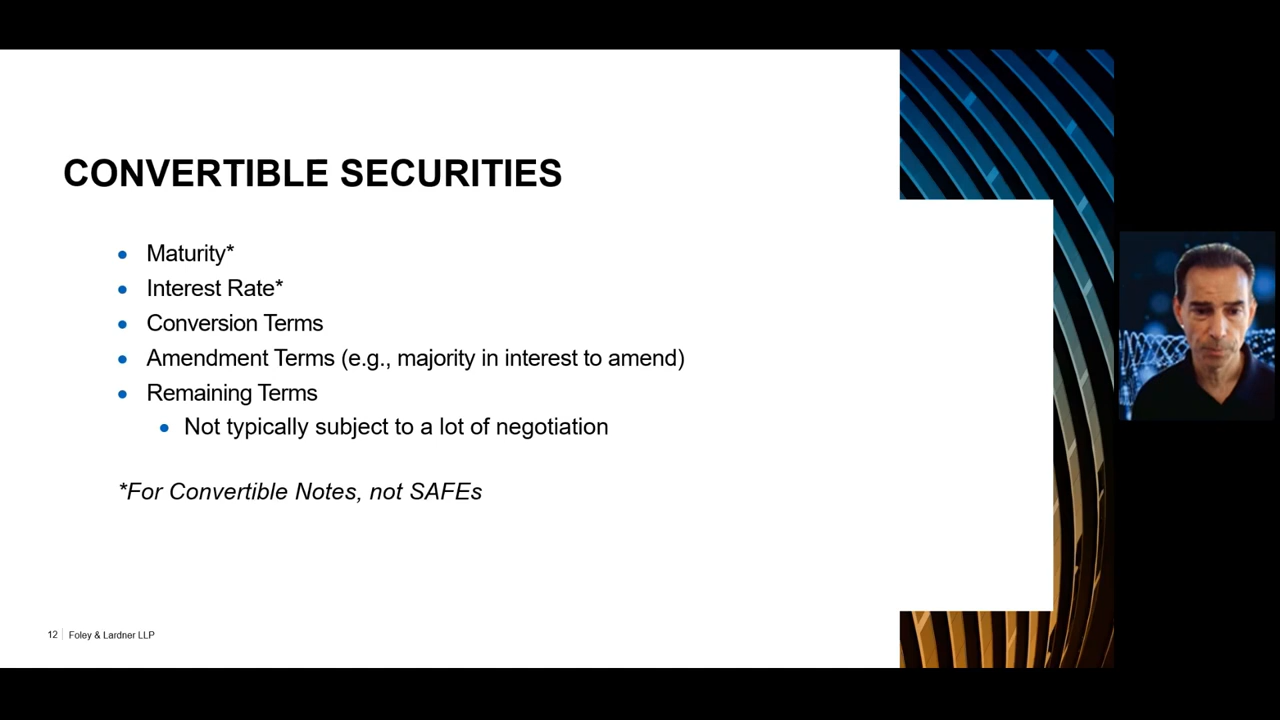 CONVERTIBLE SECURITIES
• Maturity*
• Interest Rate*
• Conversion Terms
• Amendment Terms (e.g., majority in interest to amend)
• Remaining Terms
• Not typically subject to a lot of negotiation
*For Convertible Notes, not SAFEs
12 | Foley & Lardner LLP